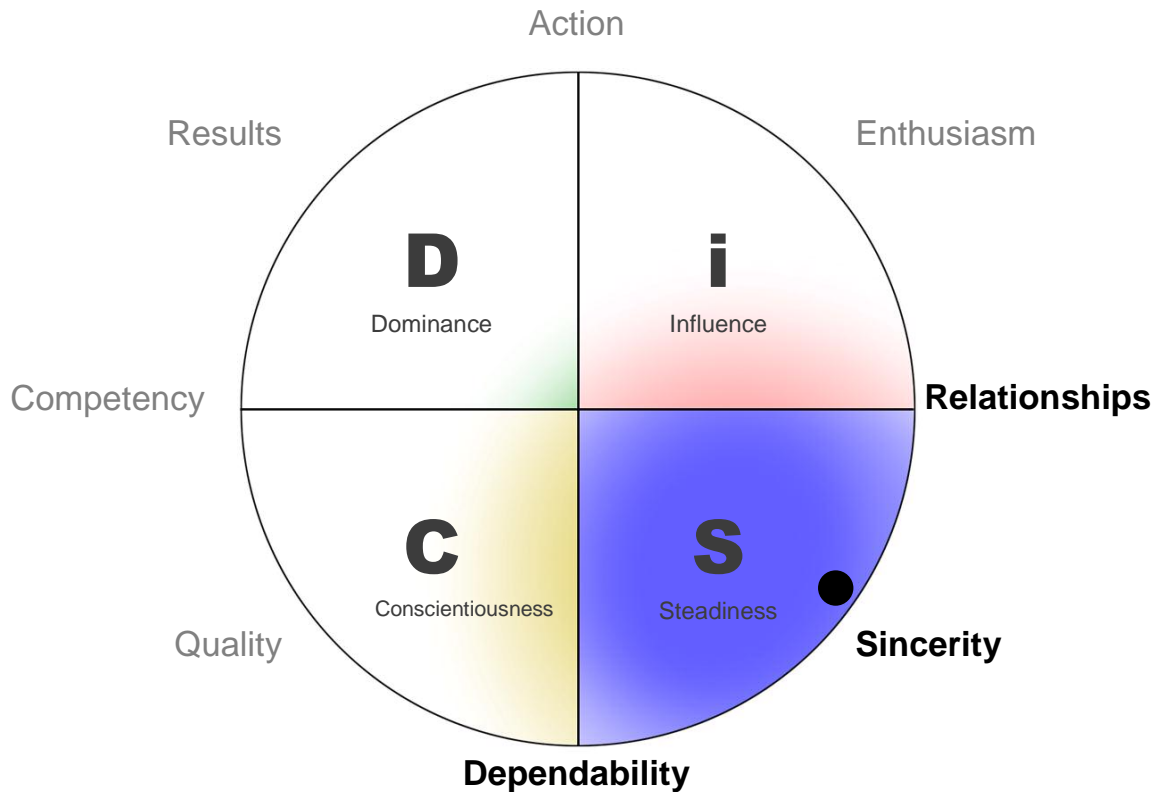 Action
Results
Enthusiasm
D
i
Dominance
Influence
Competency
Relationships
C
S
Conscientiousness
Steadiness
Quality
Sincerity
Dependability